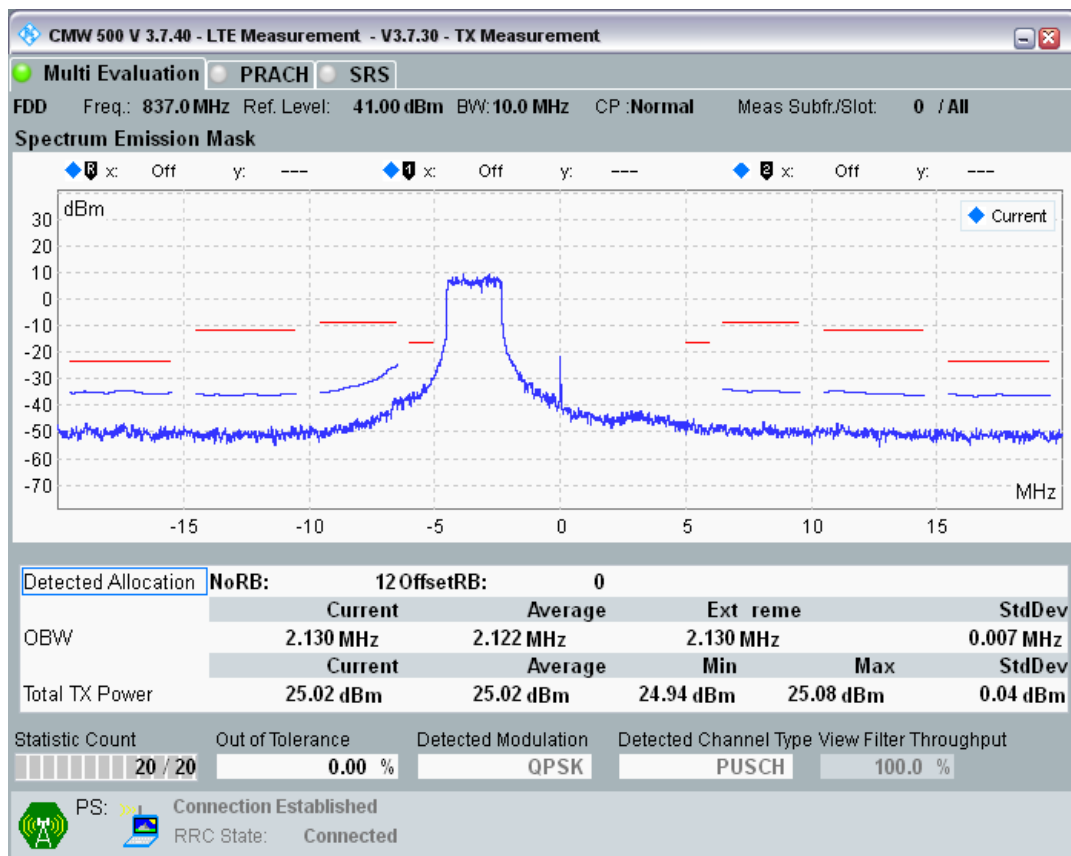 CMW 500 V 3.7.40 - LTE Measurement - V3.7.30 - TX Measurement
Multi Evaluation PRACH SRS
FDD Freq.: 837.0 MHz Ref. Level: 41.00 dBm BW: 10.0 MHz CP :Normal Meas Subfr./Slot: 0 / All
Spectrum Emission Mask
R x: Off y: --- 1 x: Off y: --- 2 x: Off y: ---
dBm
Current
30
20
10
0
-10
-20
-30
-40
-50
-60
-70
MHz
-15 -10 -5 0 5 10 15
Detected Allocation NoRB: 12 OffsetRB: 0
Current Average Ext reme StdDev
OBW 2.130 MHz 2.122 MHz 2.130 MHz 0.007 MHz
Current Average Min Max StdDev
Total TX Power 25.02 dBm 25.02 dBm 24.94 dBm 25.08 dBm 0.04 dBm
Statistic Count Out of Tolerance Detected Modulation Detected Channel Type View Filter Throughput
20 / 20 0.00 % QPSK PUSCH 100.0 %
PS: Connection Established
RRC State: Connected